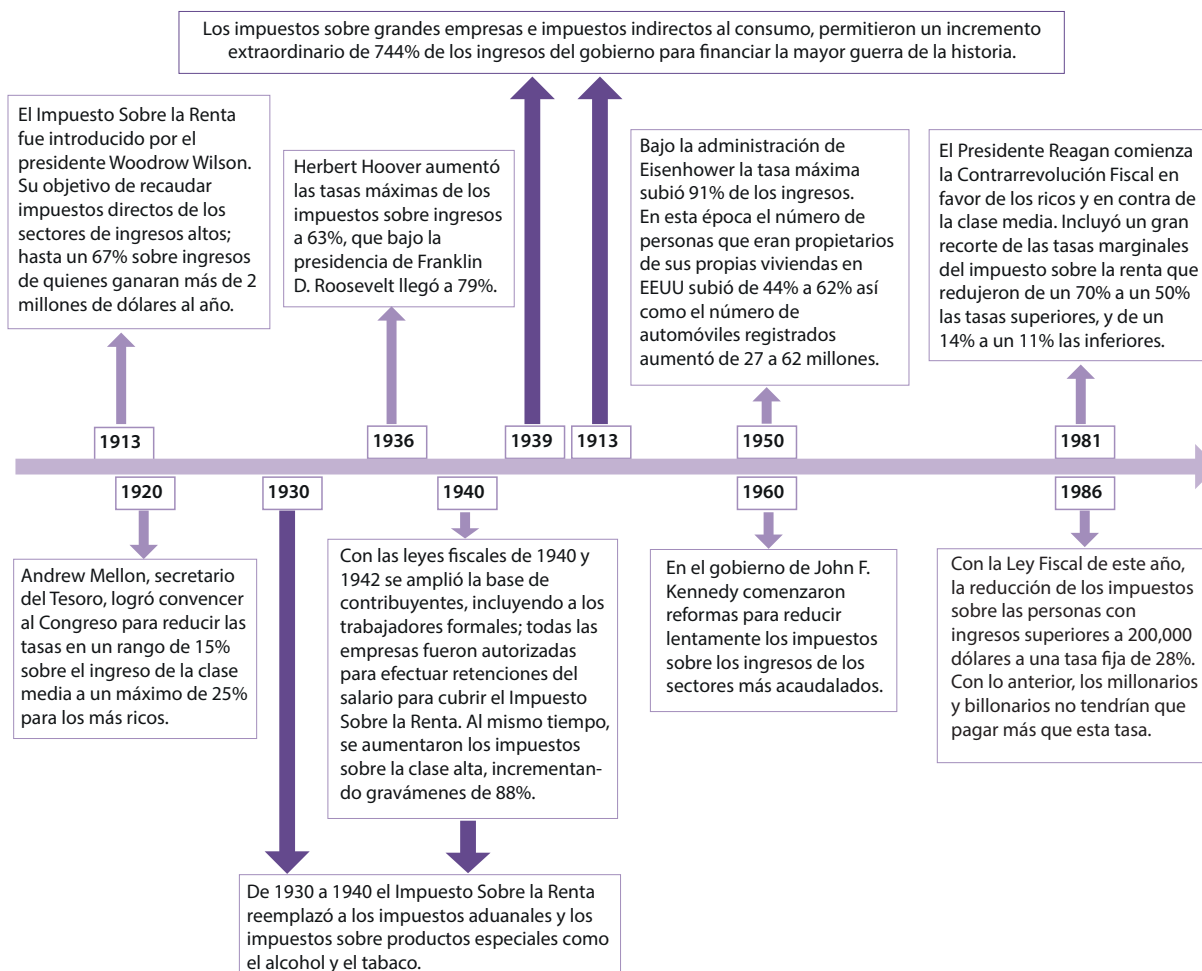 Los impuestos sobre grandes empresas e impuestos indirectos al consumo, permitieron un incremento
extraordinario de 744% de los ingresos del gobierno para financiar la mayor guerra de la historia.
El Impuesto Sobre la Renta
fue introducido por el
presidente Woodrow Wilson.
Su objetivo de recaudar
impuestos directos de los
sectores de ingresos altos;
hasta un 67% sobre ingresos
de quienes ganaran más de 2
millones de dólares al año.
Herbert Hoover aumentó
las tasas máximas de los
impuestos sobre ingresos
a 63%, que bajo la
presidencia de Franklin
D. Roosevelt llegó a 79%.
Bajo la administración de
Eisenhower la tasa máxima
subió 91% de los ingresos.
En esta época el número de
personas que eran propietarios
de sus propias viviendas en
EEUU subió de 44% a 62% así
como el número de
automóviles registrados
aumentó de 27 a 62 millones.
El Presidente Reagan comienza
la Contrarrevolución Fiscal en
favor de los ricos y en contra de
la clase media. Incluyó un gran
recorte de las tasas marginales
del impuesto sobre la renta que
redujeron de un 70% a un 50%
las tasas superiores, y de un
14% a un 11% las inferiores.
1913
1936
1939
1913
1950
1981
1920
1930
1940
1960
1986
Andrew Mellon, secretario
del Tesoro, logró convencer
al Congreso para reducir las
tasas en un rango de 15%
sobre el ingreso de la clase
media a un máximo de 25%
para los más ricos.
Con las leyes fiscales de 1940 y
1942 se amplió la base de
contribuyentes, incluyendo a los
trabajadores formales; todas las
empresas fueron autorizadas
para efectuar retenciones del
salario para cubrir el Impuesto
Sobre la Renta. Al mismo tiempo,
se aumentaron los impuestos
sobre la clase alta, incrementan-
do gravámenes de 88%.
En el gobierno de John F.
Kennedy comenzaron
reformas para reducir
lentamente los impuestos
sobre los ingresos de los
sectores más acaudalados.
Con la Ley Fiscal de este año,
la reducción de los impuestos
sobre las personas con
ingresos superiores a 200,000
dólares a una tasa fija de 28%.
Con lo anterior, los millonarios
y billonarios no tendrían que
pagar más que esta tasa.
De 1930 a 1940 el Impuesto Sobre la Renta
reemplazó a los impuestos aduanales y los
impuestos sobre productos especiales como
el alcohol y el tabaco.